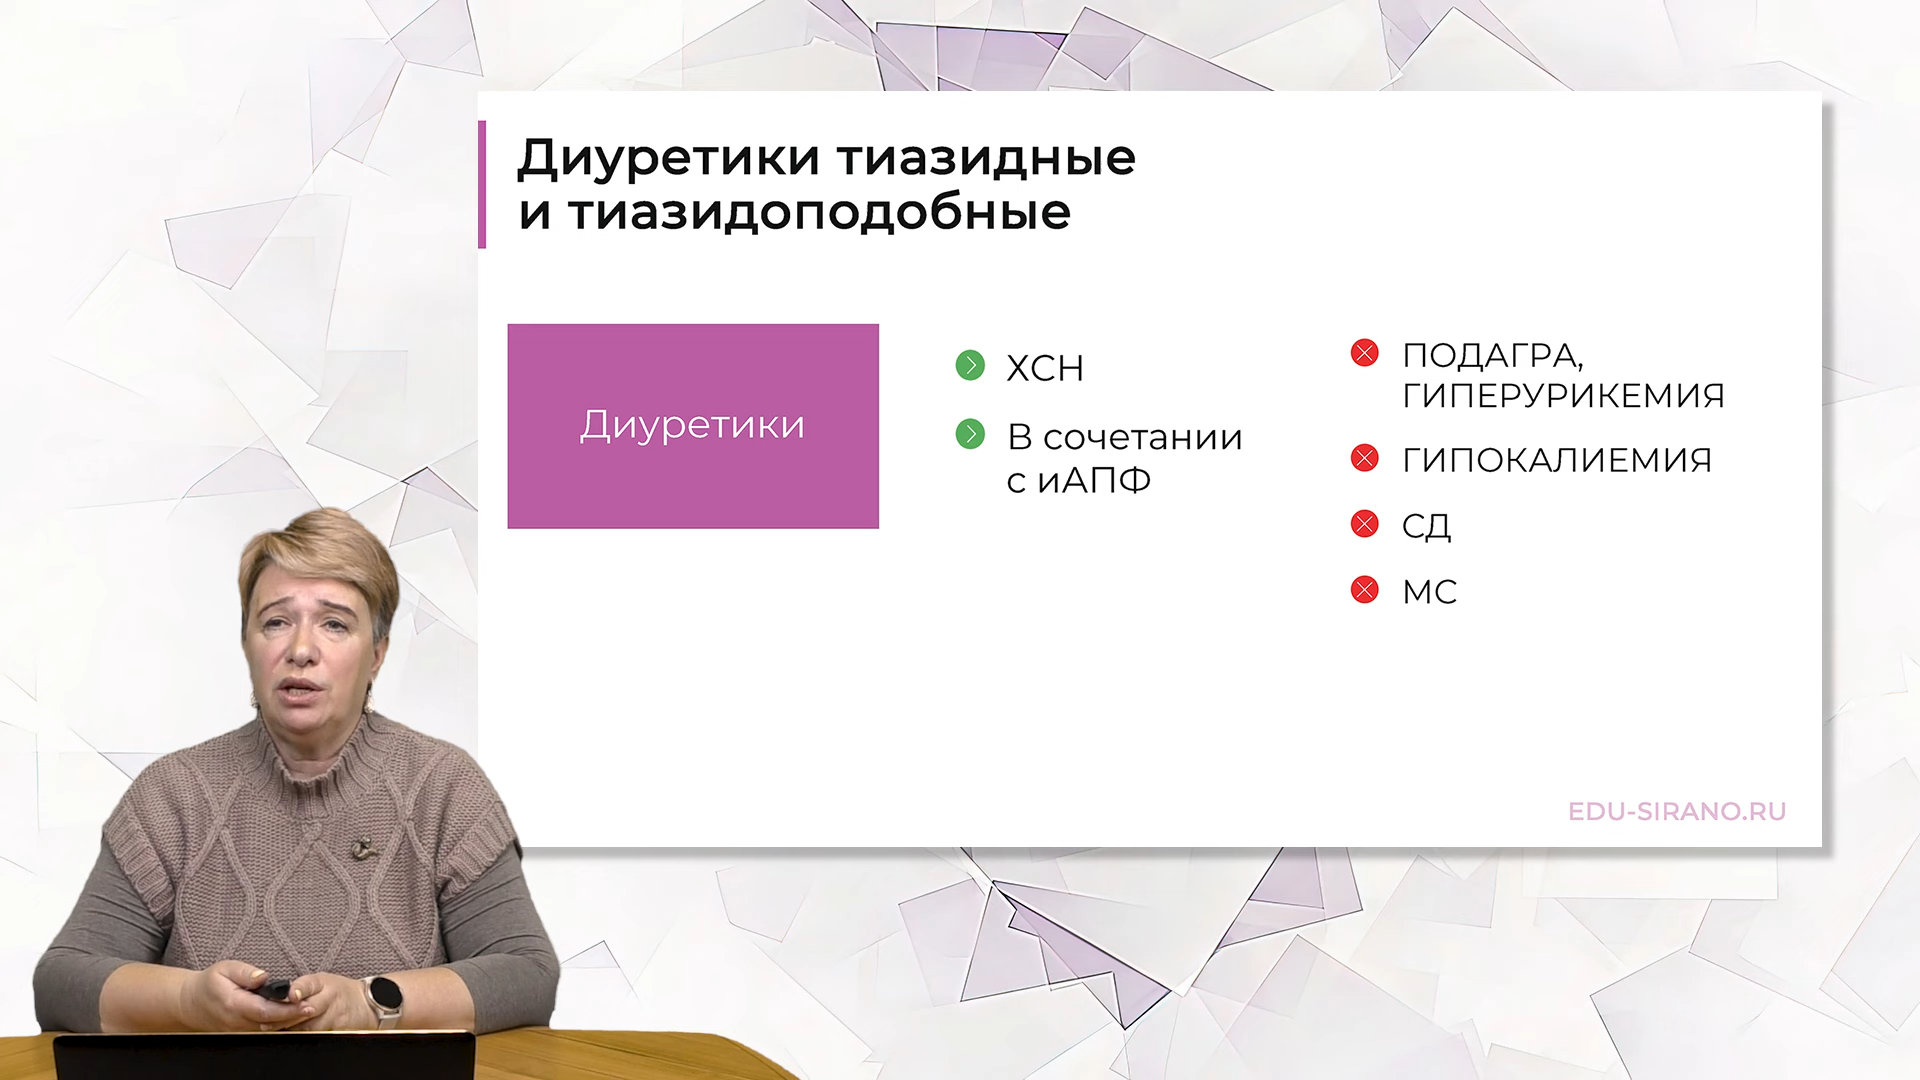 Диуретики тиазидные
и тиазидоподобные
Диуретики
ХСН
В сочетании
с иАПФ
ПОДАГРА,
ГИПЕРУРИКЕМИЯ
ГИПОКАЛИЕМИЯ
СД
МС
EDU-SIRANO.RU